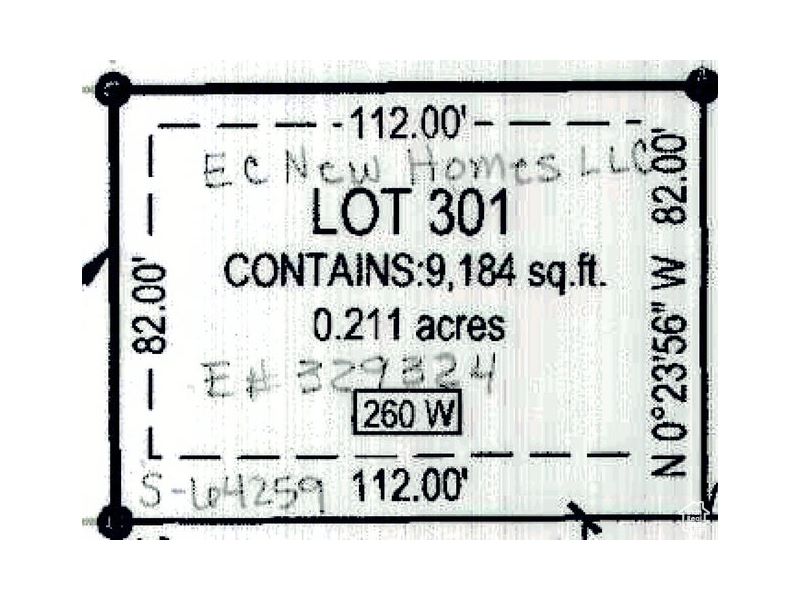 112.00'
EC New Homes LLC
LOT 301
CONTAINS:9,184 sq.ft.
0.211 acres
E# 329324
260 W
S-64259
112.00'
82.00'
N 0°23'56" W 82.00'